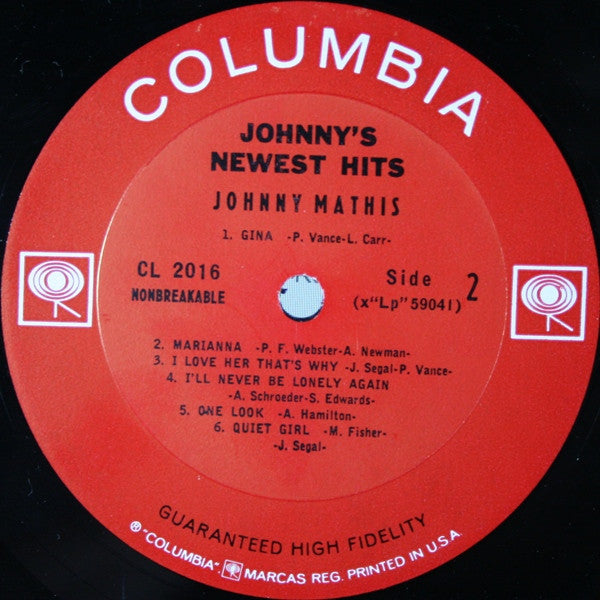 COLUMBIA
JOHNNY'S
NEWEST HITS
JOHNNY MATHIS
1. GINA -P. Vance-L. Carr-
CL 2016
NONBREAKABLE
Side 2
(x"Lp" 59041)
2. MARIANNA -P. F. Webster-A. Newman-
3. I LOVE HER THAT'S WHY -J. Segal-P. Vance-
4. I'LL NEVER BE LONELY AGAIN
-A. Schroeder-S. Edwards-
5. ONE LOOK -A. Hamilton-
6. QUIET GIRL -M. Fisher-
-J. Segal-
GUARANTEED HIGH FIDELITY
® "COLUMBIA", MARCAS REG. PRINTED IN U.S.A.